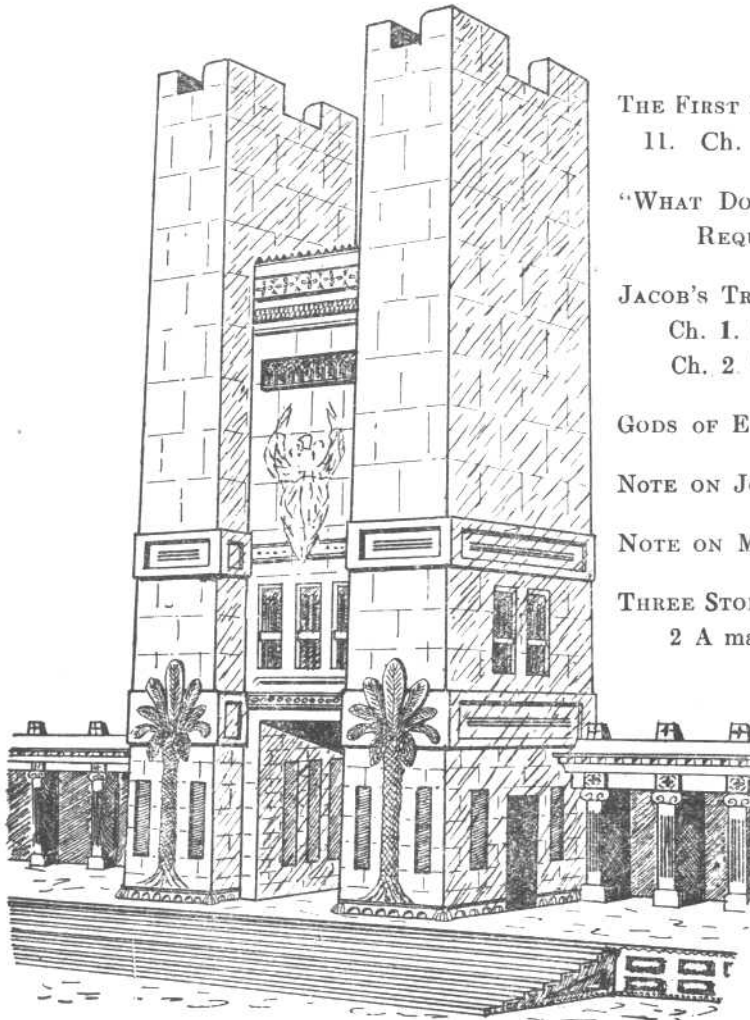 THE FIRST
11. Ch.
"WHAT DO
REQU
JACOB'S TR
Ch. 1.
Ch. 2
GODS OF E
NOTE ON JO
NOTE ON M
THREE STO
2 A ma